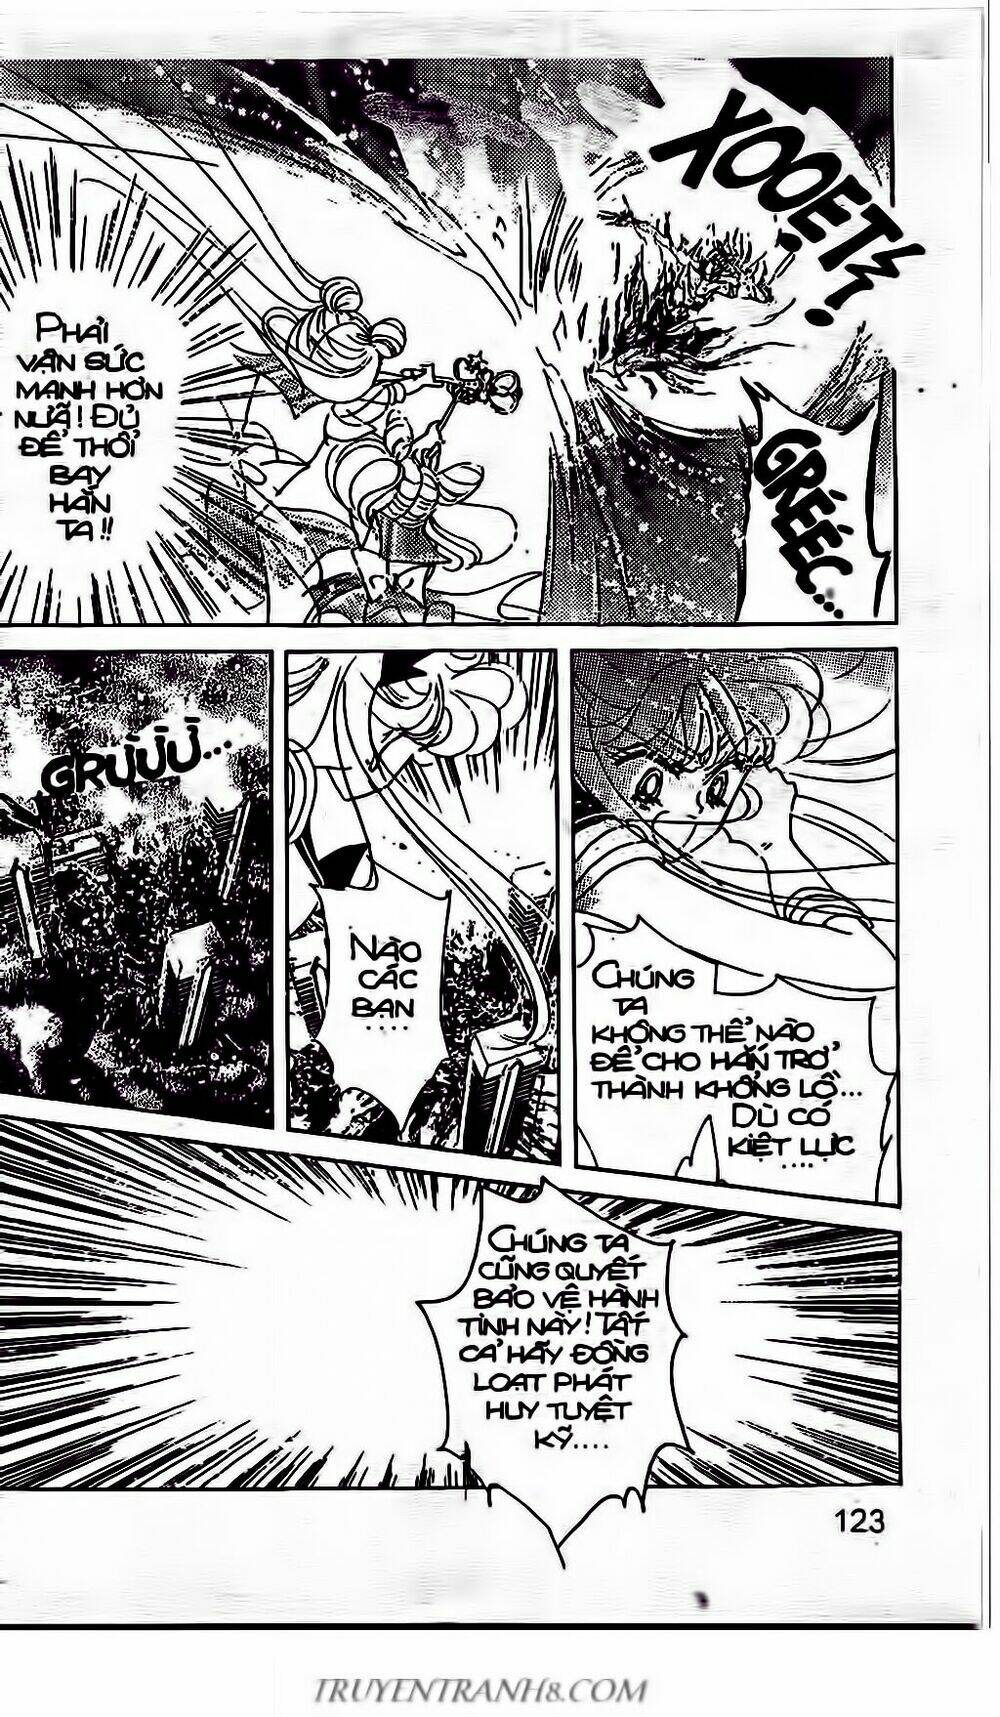 XOOẸT!
GRÉÉC...
PHẢI
VẬN SỨC
MẠNH HƠN
NỮA! ĐỦ
ĐỂ THỔI
BAY
HẮN
TA!!
CHÚNG
TA
KHÔNG THỂ NÀO
ĐỂ CHO HẮN TRỞ
THÀNH KHỔNG LỒ...
DÙ CÓ
KIỆT LỰC
....
NÀO
CÁC
BẠN
....
GRUUU...
CHÚNG TA
CŨNG QUYẾT
BẢO VỆ HÀNH
TINH NÀY! TẤT
CẢ HÃY ĐỒNG
LOẠT PHÁT
HUY TUYỆT
KỸ....
123
TRUYENTRANH8.COM